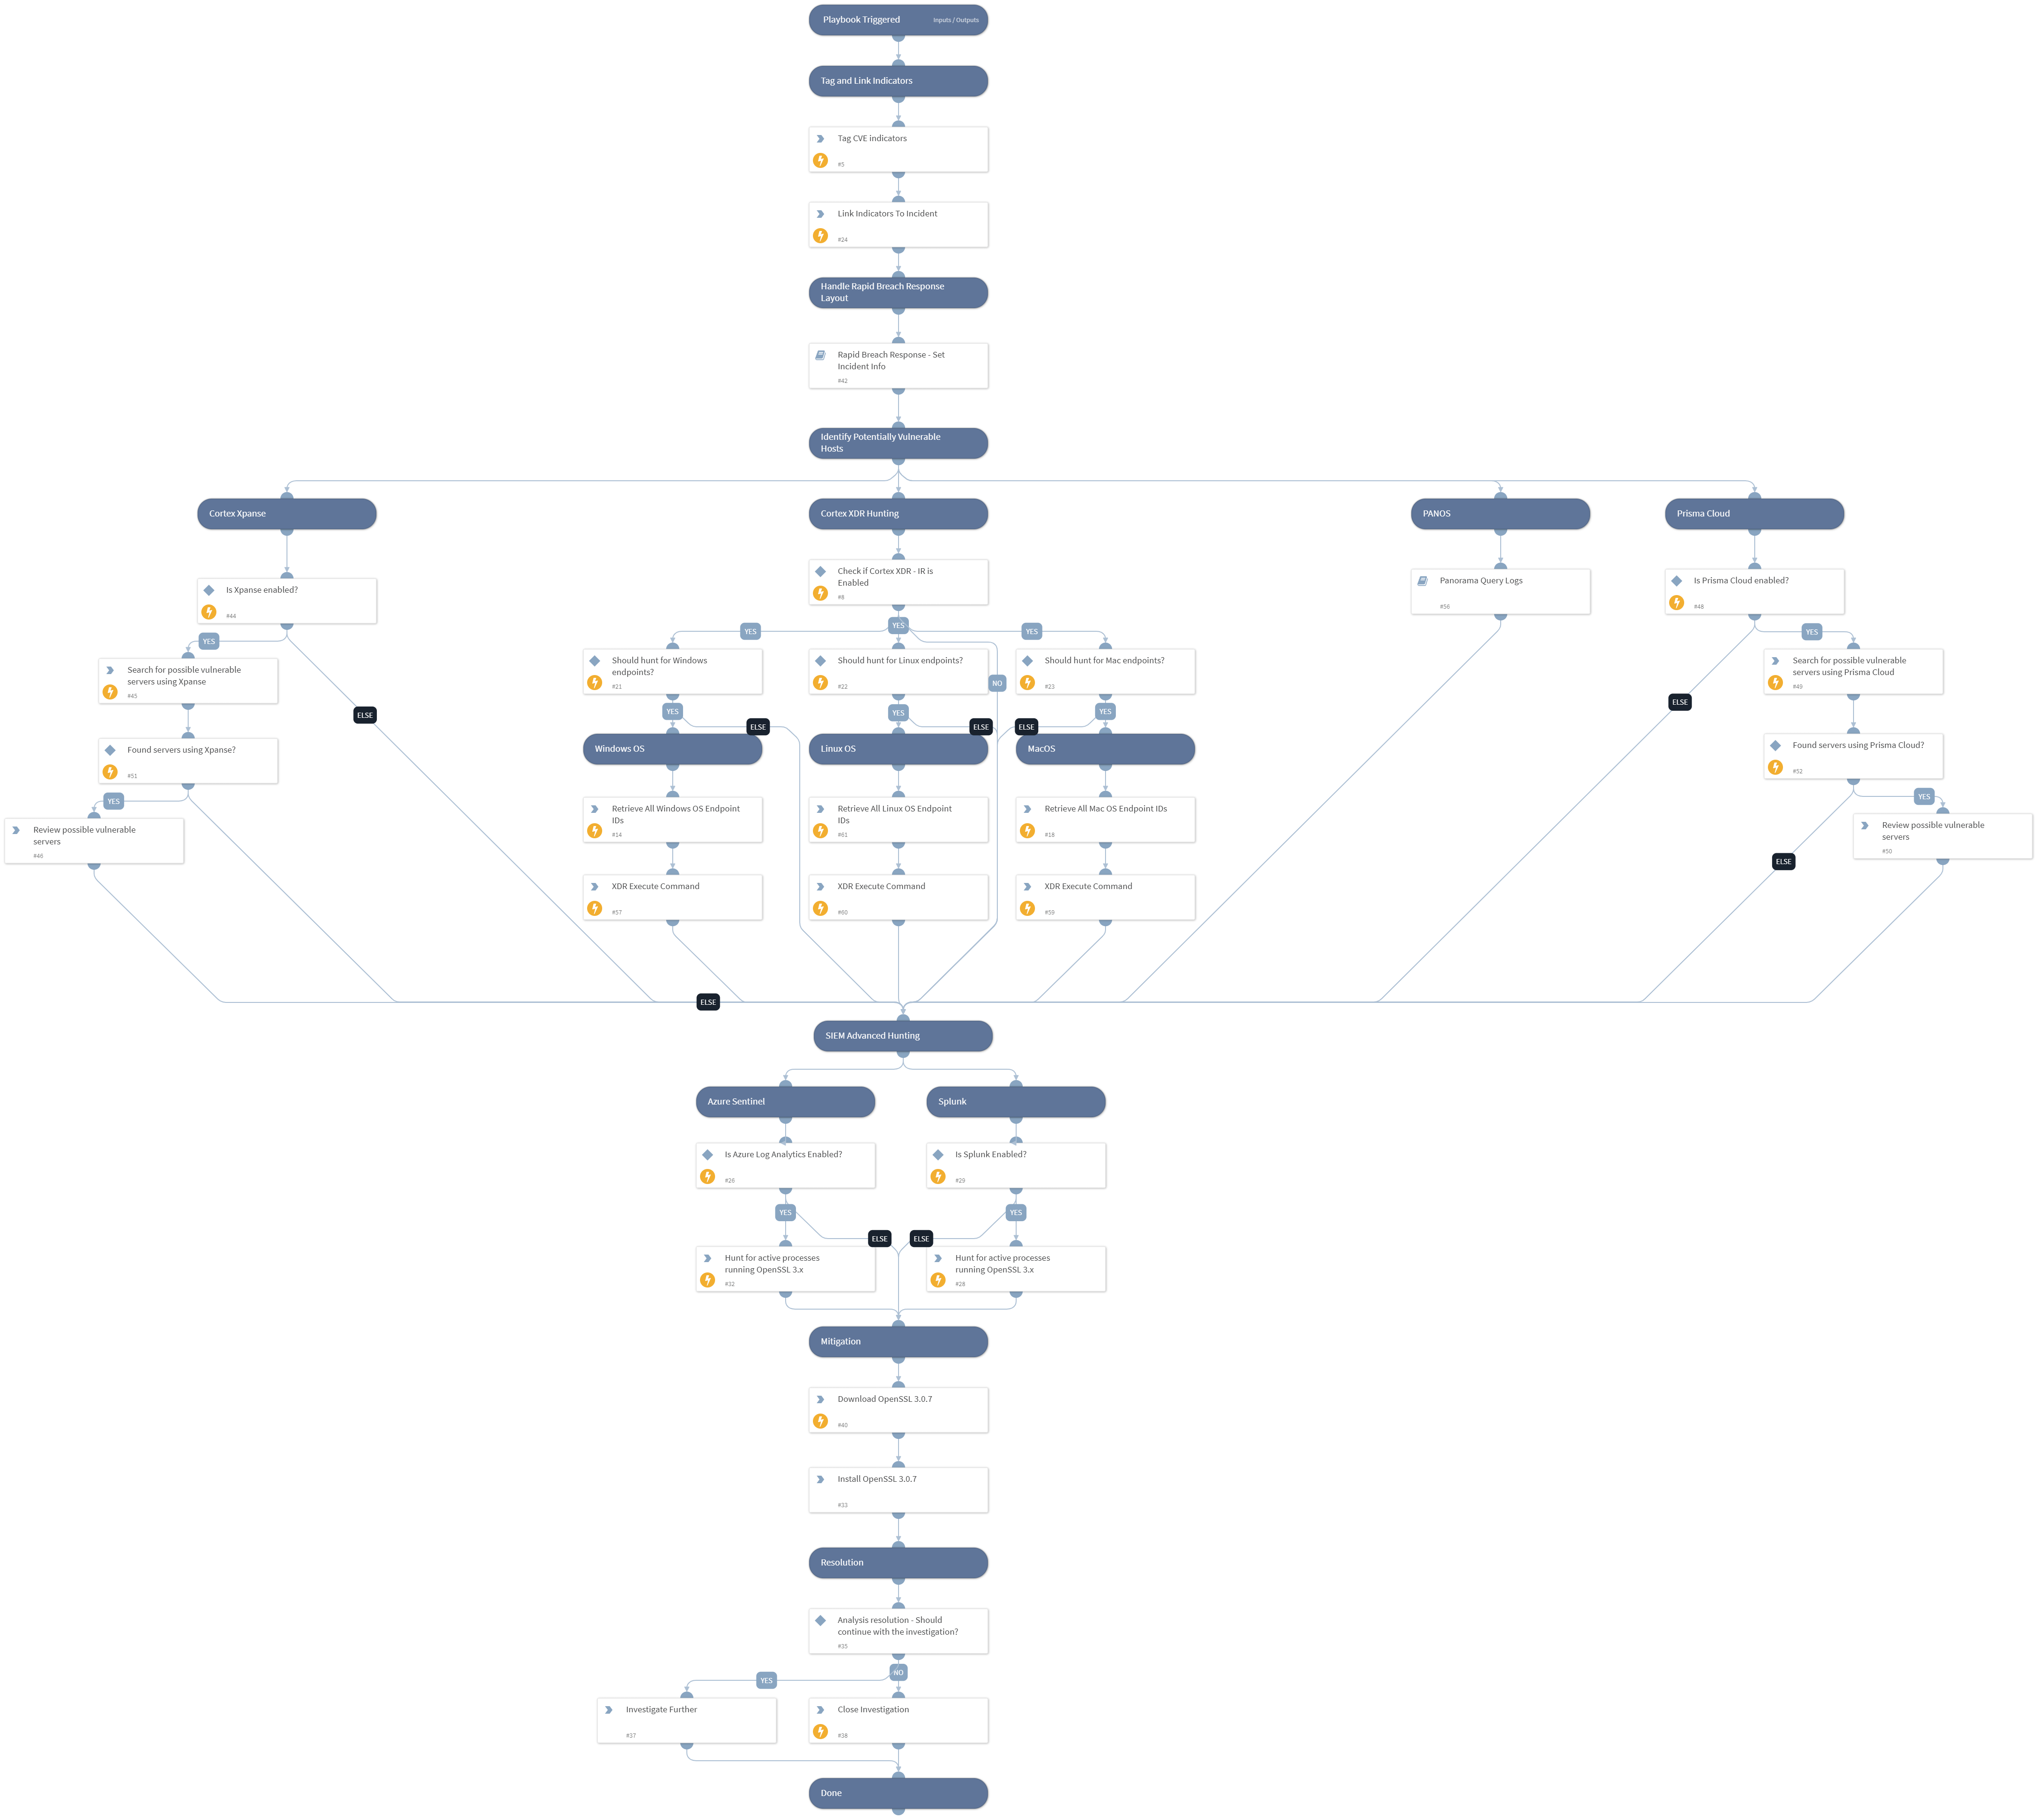 Playbook Triggered
Inputs / Outputs
Tag and Link Indicators
Tag CVE indicators
#5
Link Indicators To Incident
#24
Handle Rapid Breach Response
Layout
Rapid Breach Response - Set
Incident Info
#42
Identify Potentially Vulnerable
Hosts
Cortex Xpanse
Cortex XDR Hunting
PANOS
Prisma Cloud
Is Xpanse enabled?
#44
Check if Cortex XDR - IR is
Enabled
#8
Panorama Query Logs
#56
Is Prisma Cloud enabled?
#48
YES
YES
YES
YES
YES
Search for possible vulnerable
servers using Xpanse
#45
Should hunt for Windows
endpoints?
#21
Should hunt for Linux endpoints?
#22
NO
Should hunt for Mac endpoints?
#23
Search for possible vulnerable
servers using Prisma Cloud
#49
ELSE
YES
ELSE
YES
ELSE
ELSE
YES
ELSE
Found servers using Xpanse?
#51
Windows OS
Linux OS
MacOS
Found servers using Prisma Cloud?
#52
YES
YES
Review possible vulnerable
servers
#46
Retrieve All Windows OS Endpoint
IDs
#14
Retrieve All Linux OS Endpoint
IDs
#61
Retrieve All Mac OS Endpoint IDs
#18
ELSE
Review possible vulnerable
servers
#50
XDR Execute Command
#57
XDR Execute Command
#60
XDR Execute Command
#59
ELSE
SIEM Advanced Hunting
Azure Sentinel
Splunk
Is Azure Log Analytics Enabled?
#26
Is Splunk Enabled?
#29
YES
YES
ELSE
ELSE
Hunt for active processes
running OpenSSL 3.x
#32
Hunt for active processes
running OpenSSL 3.x
#28
Mitigation
Download OpenSSL 3.0.7
#40
Install OpenSSL 3.0.7
#33
Resolution
Analysis resolution - Should
continue with the investigation?
#35
YES
NO
Investigate Further
#37
Close Investigation
#38
Done